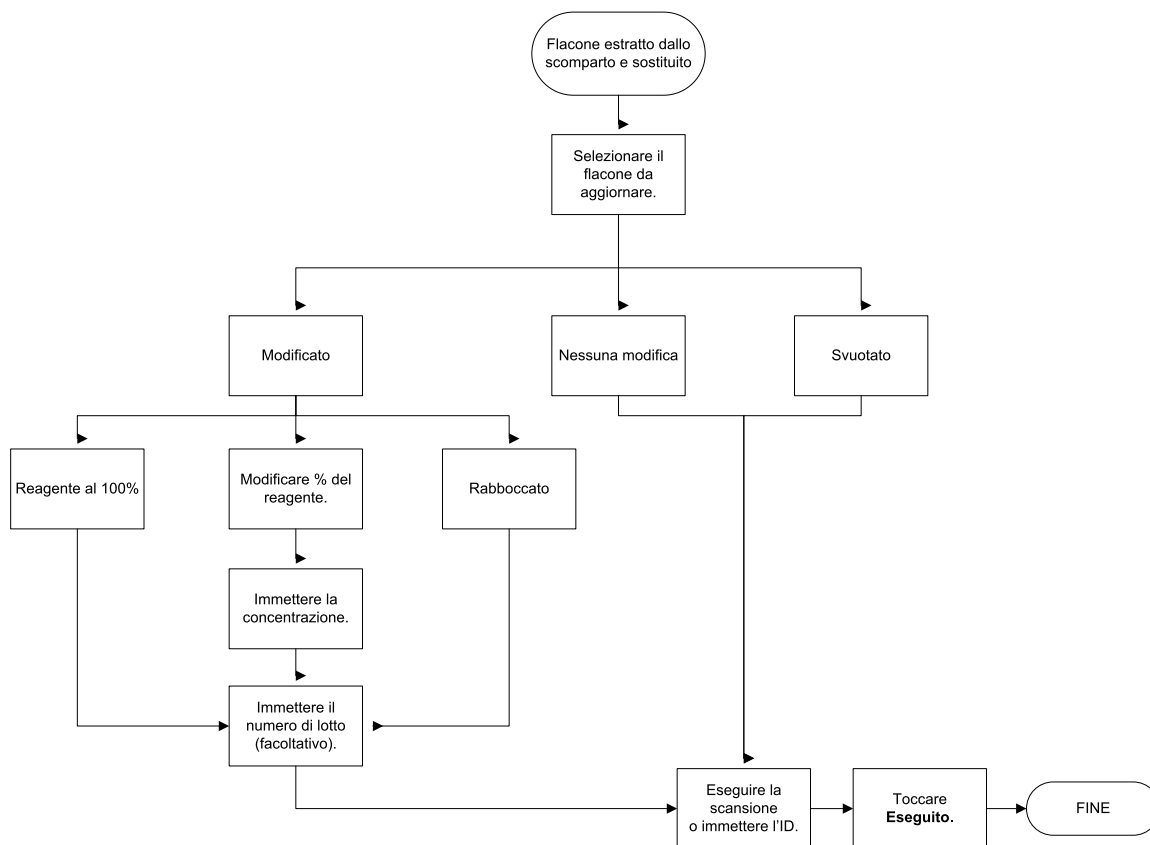 Flacone estratto dallo
scomparto e sostituito
Selezionare il
flacone da
aggiornare.
Modificato
Nessuna modifica
Svuotato
Reagente al 100%
Modificare % del
reagente.
Rabboccato
Immettere la
concentrazione.
Immettere il
numero di lotto
(facoltativo).
Eseguire la
scansione
o immettere l’ID.
Toccare
Eseguito.
FINE